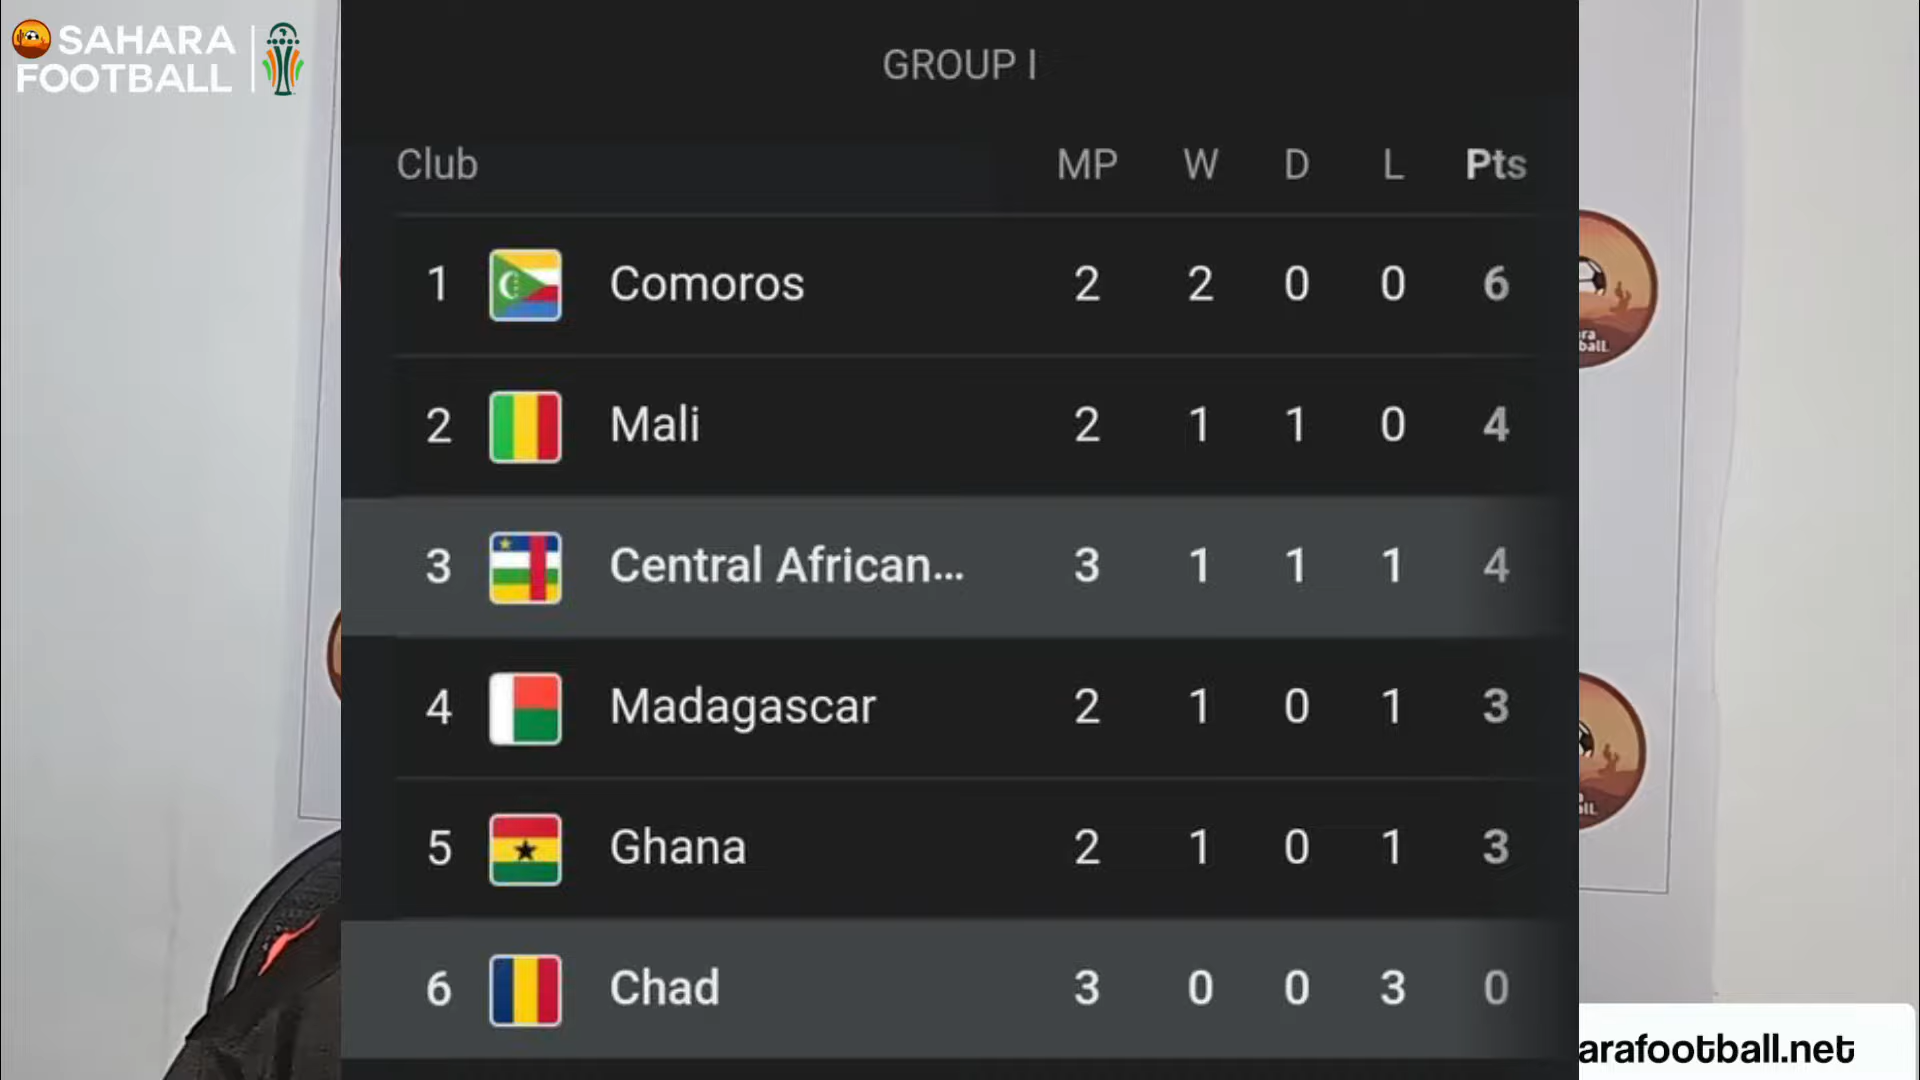 SAHARA
FOOTBALL
GROUP I
Club MP W D L Pts
1 Comoros 2 2 0 0 6
2 Mali 2 1 1 0 4
3 Central African... 3 1 1 1 4
4 Madagascar 2 1 0 1 3
5 Ghana 2 1 0 1 3
6 Chad 3 0 0 3 0
ra
ball.
arafootball.net